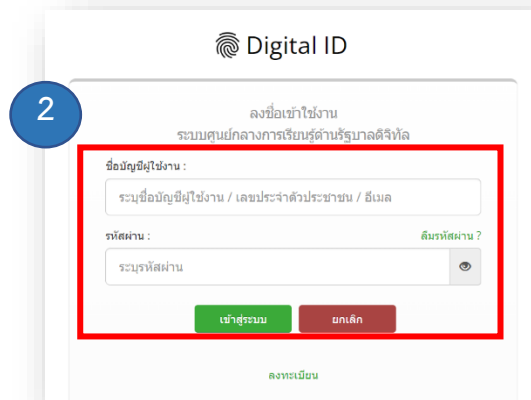 Digital ID
2
ลงชื่อเข้าใช้งาน
ระบบศูนย์กลางการเรียนรู้ด้านรัฐบาลดิจิทัล
ชื่อบัญชีผู้ใช้งาน :
ระบุชื่อบัญชีผู้ใช้งาน / เลขประจำตัวประชาชน / อีเมล
รหัสผ่าน : ลืมรหัสผ่าน ?
ระบุรหัสผ่าน
เข้าสู่ระบบ ยกเลิก
ลงทะเบียน